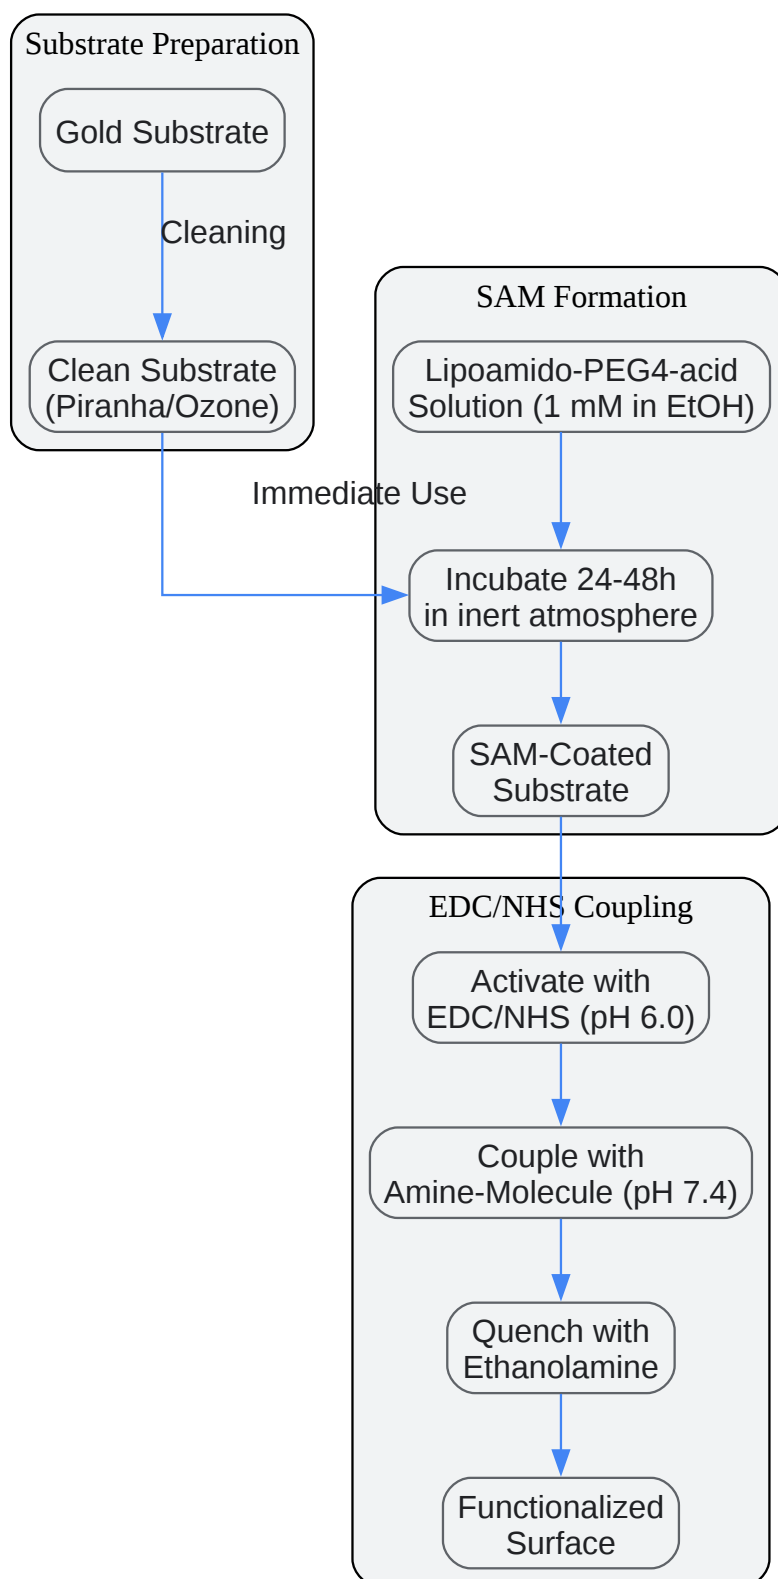 Substrate Preparation
Gold Substrate
Cleaning
Clean Substrate
(Piranha/Ozone)
Immediate Use
SAM Formation
Lipoamido-PEG4-acid
Solution (1 mM in EtOH)
Incubate 24-48h
in inert atmosphere
SAM-Coated
Substrate
EDC/NHS Coupling
Activate with
EDC/NHS (pH 6.0)
Couple with
Amine-Molecule (pH 7.4)
Quench with
Ethanolamine
Functionalized
Surface